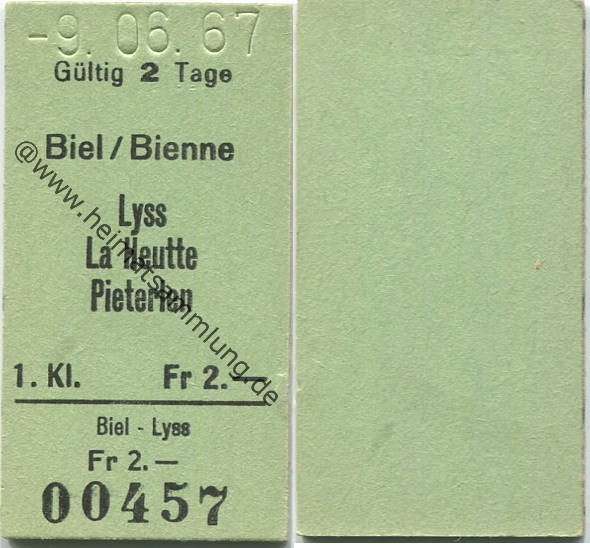 -9. 06. 67
Gültig 2 Tage
Biel / Bienne
Lyss
La Heutte
Pieterlen
1. Kl. Fr 2.—
Biel - Lyss
Fr 2.—
00457
@www.heimatsammlung.de